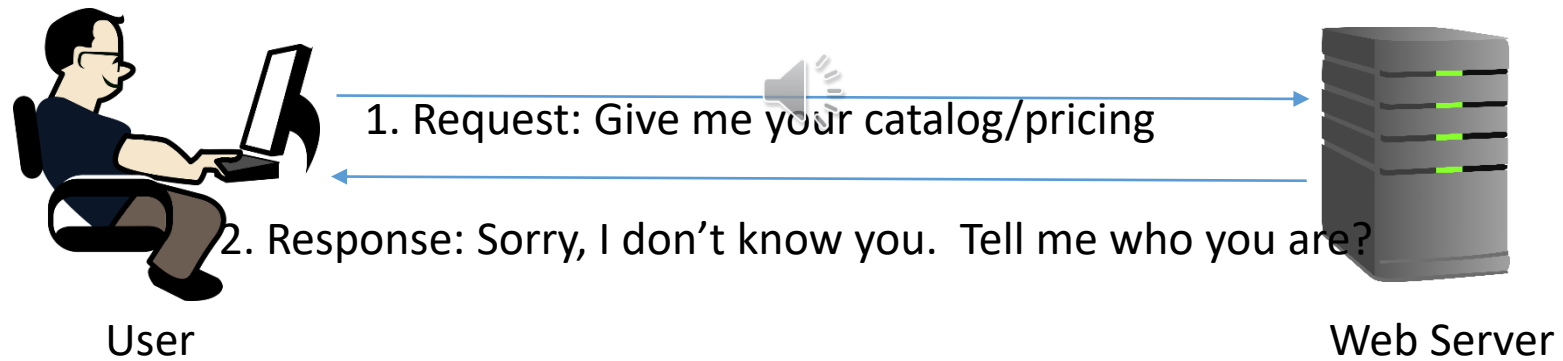 1. Request: Give me your catalog/pricing
2. Response: Sorry, I don’t know you.  Tell me who you are?
User
Web Server